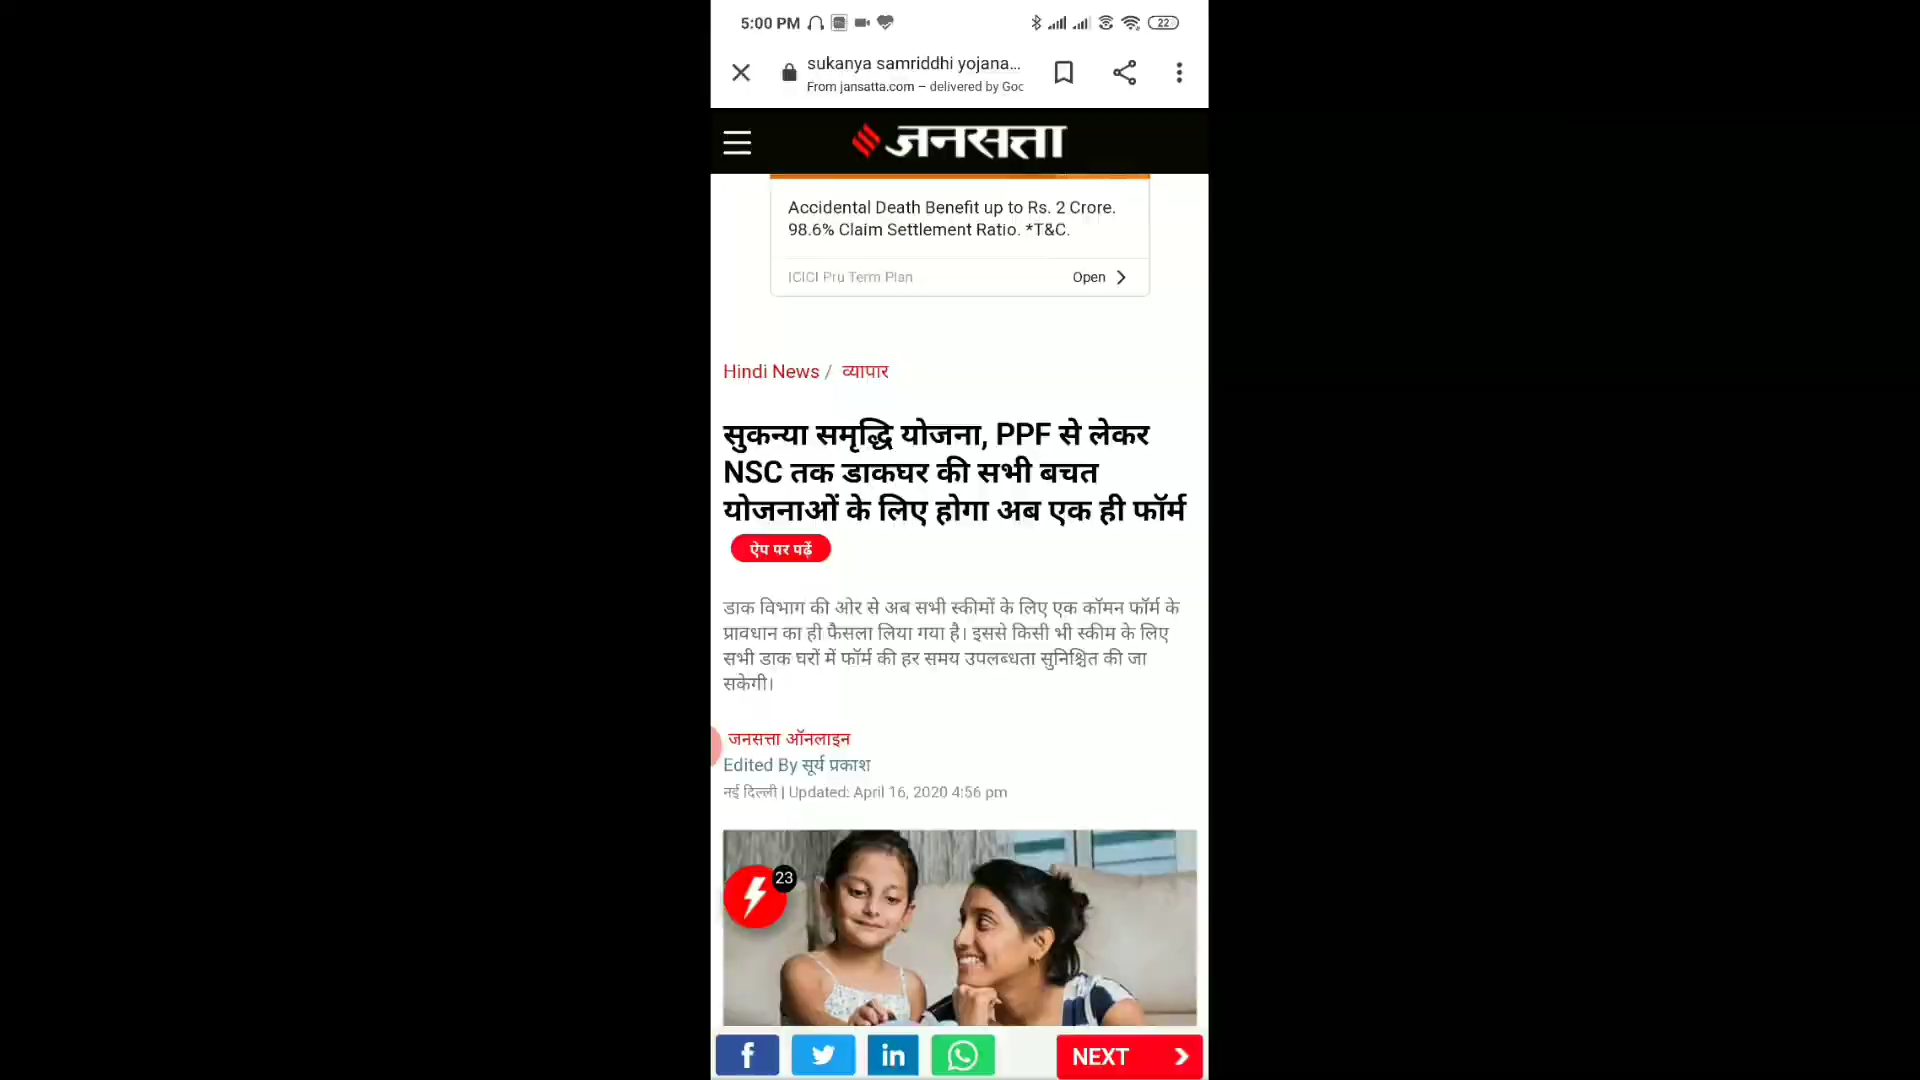 5:00 PM
22
sukanya samriddhi yojana...
From jansatta.com – delivered by Goo
जनसत्ता
Accidental Death Benefit up to Rs. 2 Crore.
98.6% Claim Settlement Ratio. *T&C.
ICICI Pru Term Plan Open
Hindi News / व्यापार
सुकन्या समृद्धि योजना, PPF से लेकर
NSC तक डाकघर की सभी बचत
योजनाओं के लिए होगा अब एक ही फॉर्म
ऐप पर पढ़ें
डाक विभाग की ओर से अब सभी स्कीमों के लिए एक कॉमन फॉर्म के
प्रावधान का ही फैसला लिया गया है। इससे किसी भी स्कीम के लिए
सभी डाक घरों में फॉर्म की हर समय उपलब्धता सुनिश्चित की जा
सकेगी।
जनसत्ता ऑनलाइन
Edited By सूर्य प्रकाश
नई दिल्ली | Updated: April 16, 2020 4:56 pm
23
NEXT